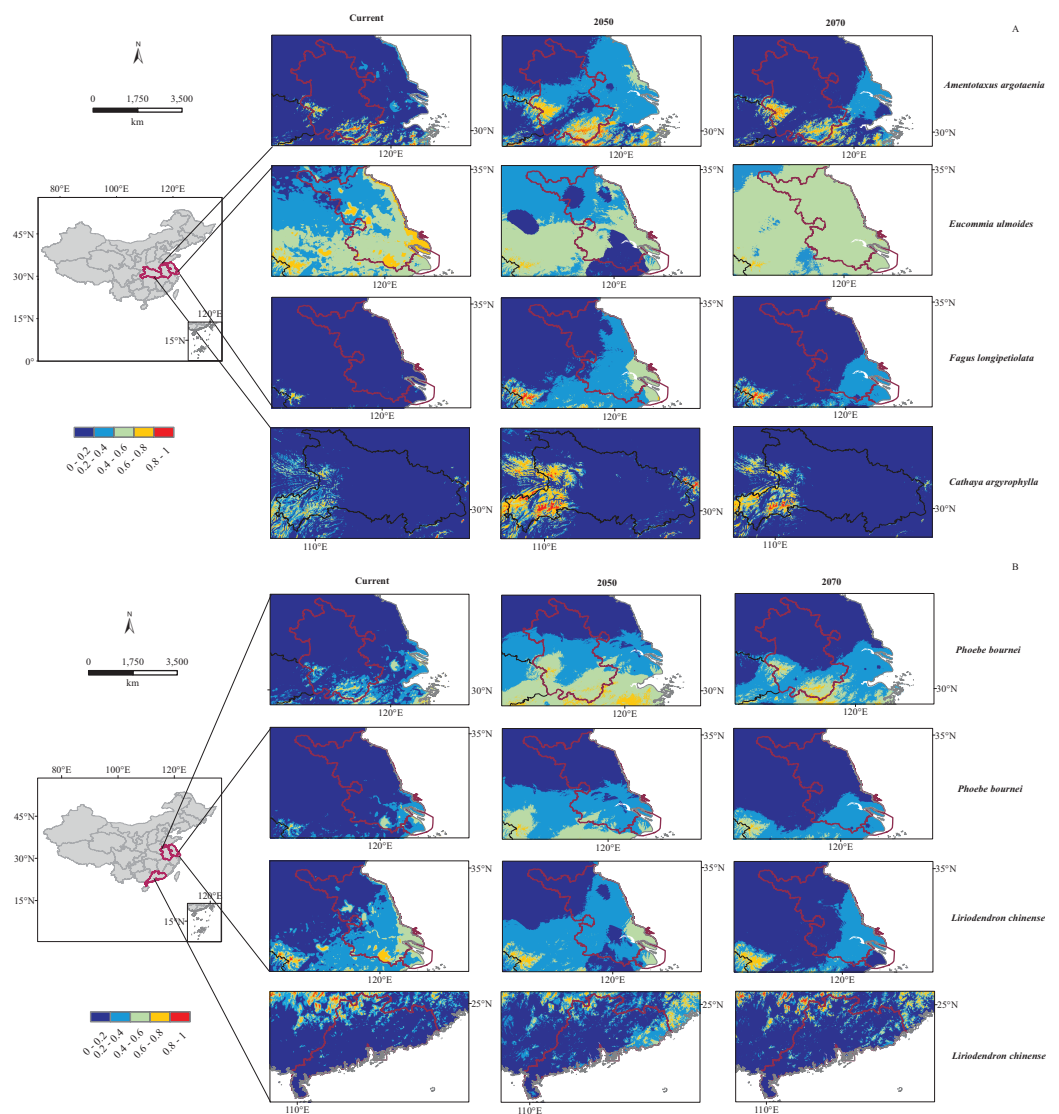 Current
2050
2070
A
N
0 1,750 3,500
km
30°N
120°E
30°N
120°E
30°N
120°E
Amentotaxus argotaenia
35°N
120°E
35°N
120°E
35°N
120°E
Eucommia ulmoides
80°E 100°E 120°E
45°N
30°N
15°N
0°
120°E
15°N
35°N
120°E
35°N
120°E
35°N
120°E
Fagus longipetiolata
0 - 0.2
0.2 - 0.4
0.4 - 0.6
0.6 - 0.8
0.8 - 1
30°N
110°E
30°N
110°E
30°N
110°E
Cathaya argyrophylla
B
Current
2050
2070
N
0 1,750 3,500
km
30°N
120°E
30°N
120°E
30°N
120°E
Phoebe bournei
35°N
120°E
35°N
120°E
35°N
120°E
Phoebe bournei
80°E 100°E 120°E
45°N
30°N
15°N
120°E
15°N
35°N
120°E
35°N
120°E
35°N
120°E
Liriodendron chinense
0 - 0.2
0.2 - 0.4
0.4 - 0.6
0.6 - 0.8
0.8 - 1
25°N
110°E
25°N
110°E
25°N
110°E
Liriodendron chinense